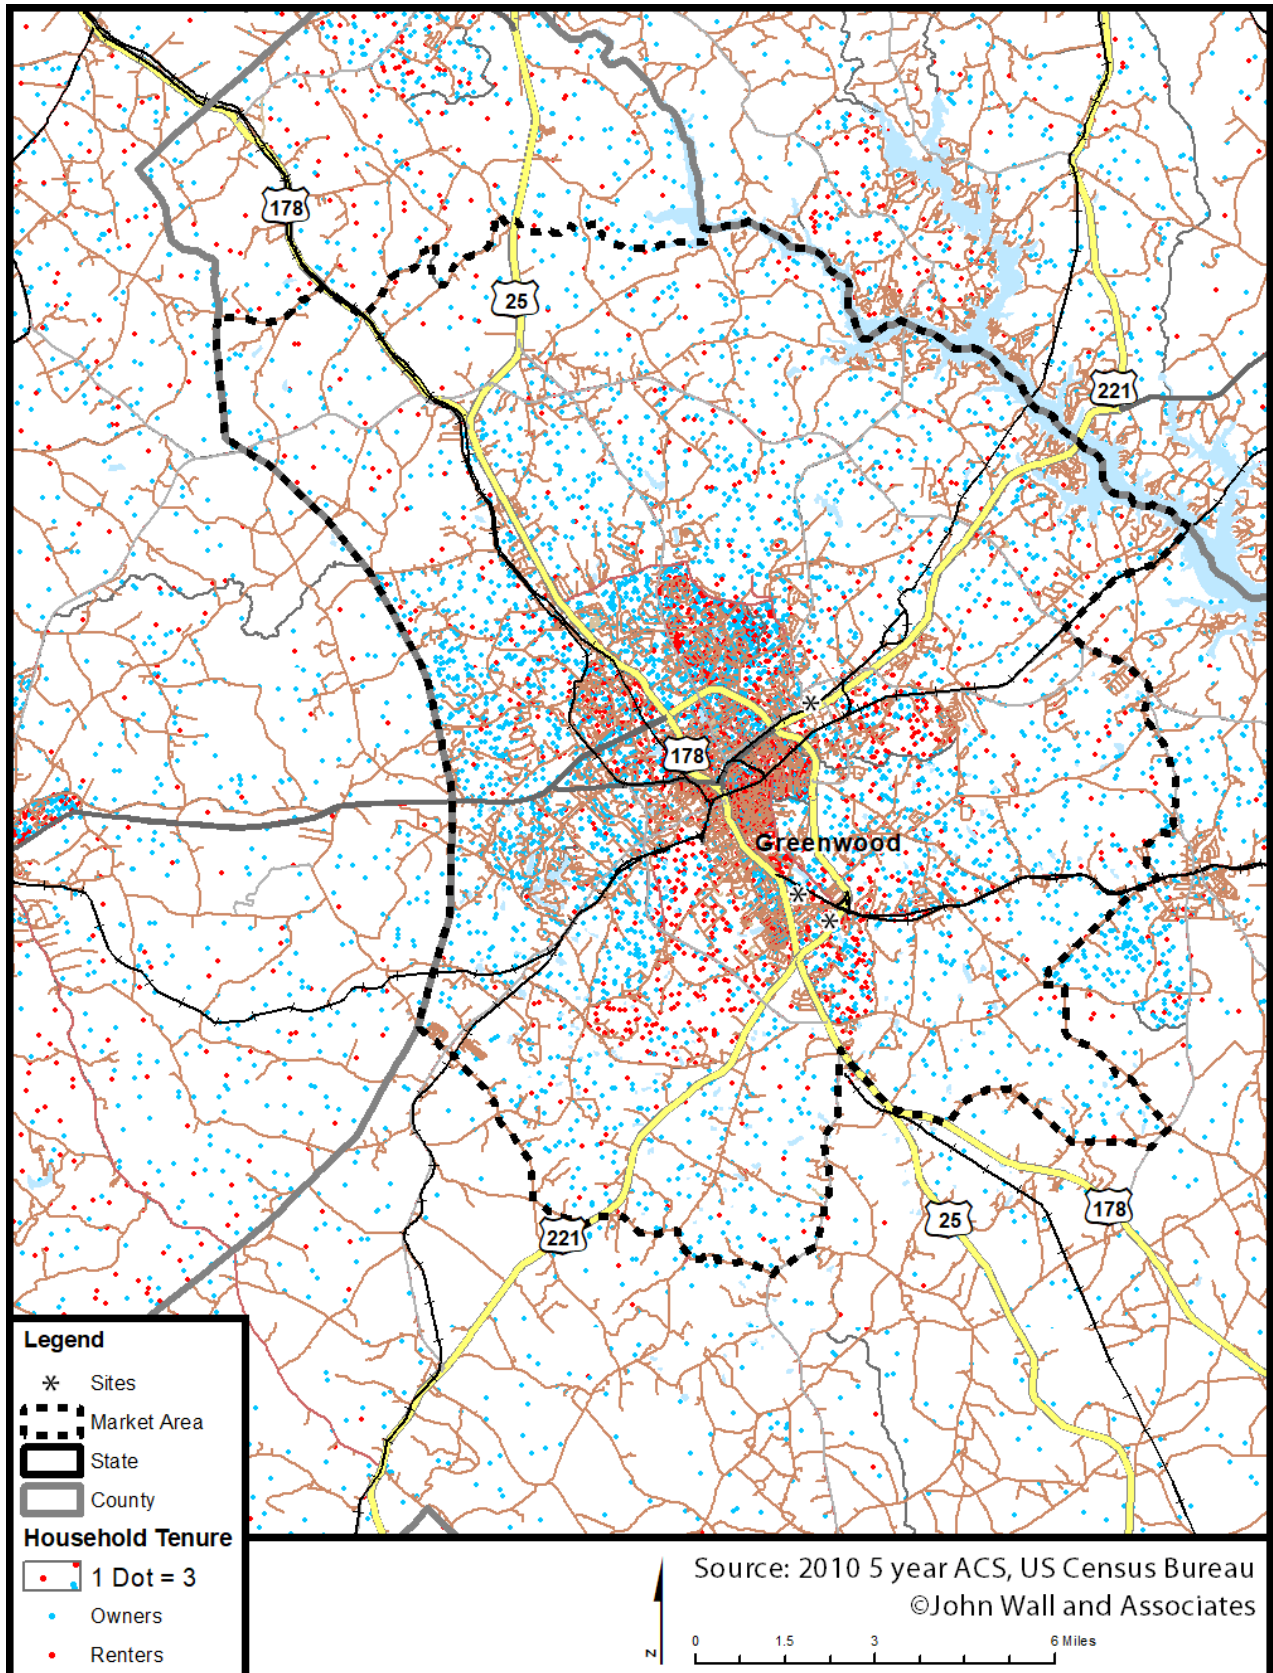 178
25
221
178
Greenwood
221
25
178
Legend
Sites
Market Area
State
County
Household Tenure
1 Dot = 3
Owners
Renters
Source: 2010 5 year ACS, US Census Bureau
©John Wall and Associates
N
0 1.5 3 6 Miles